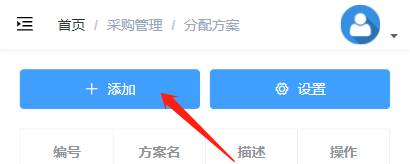 首页 / 采购管理 / 分配方案
添加 设置
编号 方案名 描述 操作